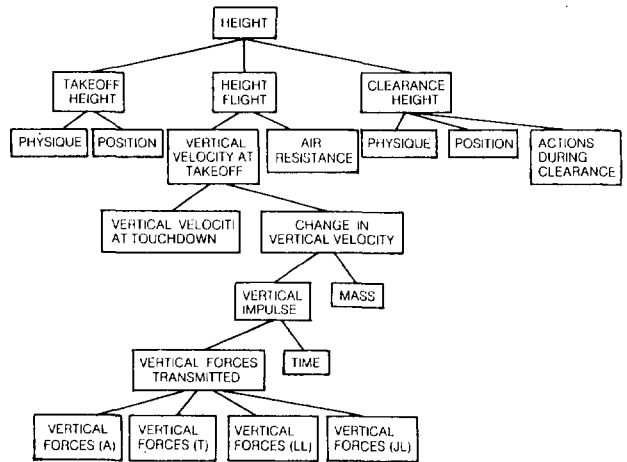 HEIGHT
TAKEOFF
HEIGHT
HEIGHT
FLIGHT
CLEARANCE
HEIGHT
PHYSIQUE
POSITION
VERTICAL
VELOCITY AT
TAKEOFF
AIR
RESISTANCE
PHYSIQUE
POSITION
ACTIONS
DURING
CLEARANCE
VERTICAL VELOCITI
AT TOUCHDOWN
CHANGE IN
VERTICAL VELOCITY
VERTICAL
IMPULSE
MASS
VERTICAL FORCES
TRANSMITTED
TIME
VERTICAL
FORCES (A)
VERTICAL
FORCES (T)
VERTICAL
FORCES (LL)
VERTICAL
FORCES (JL)